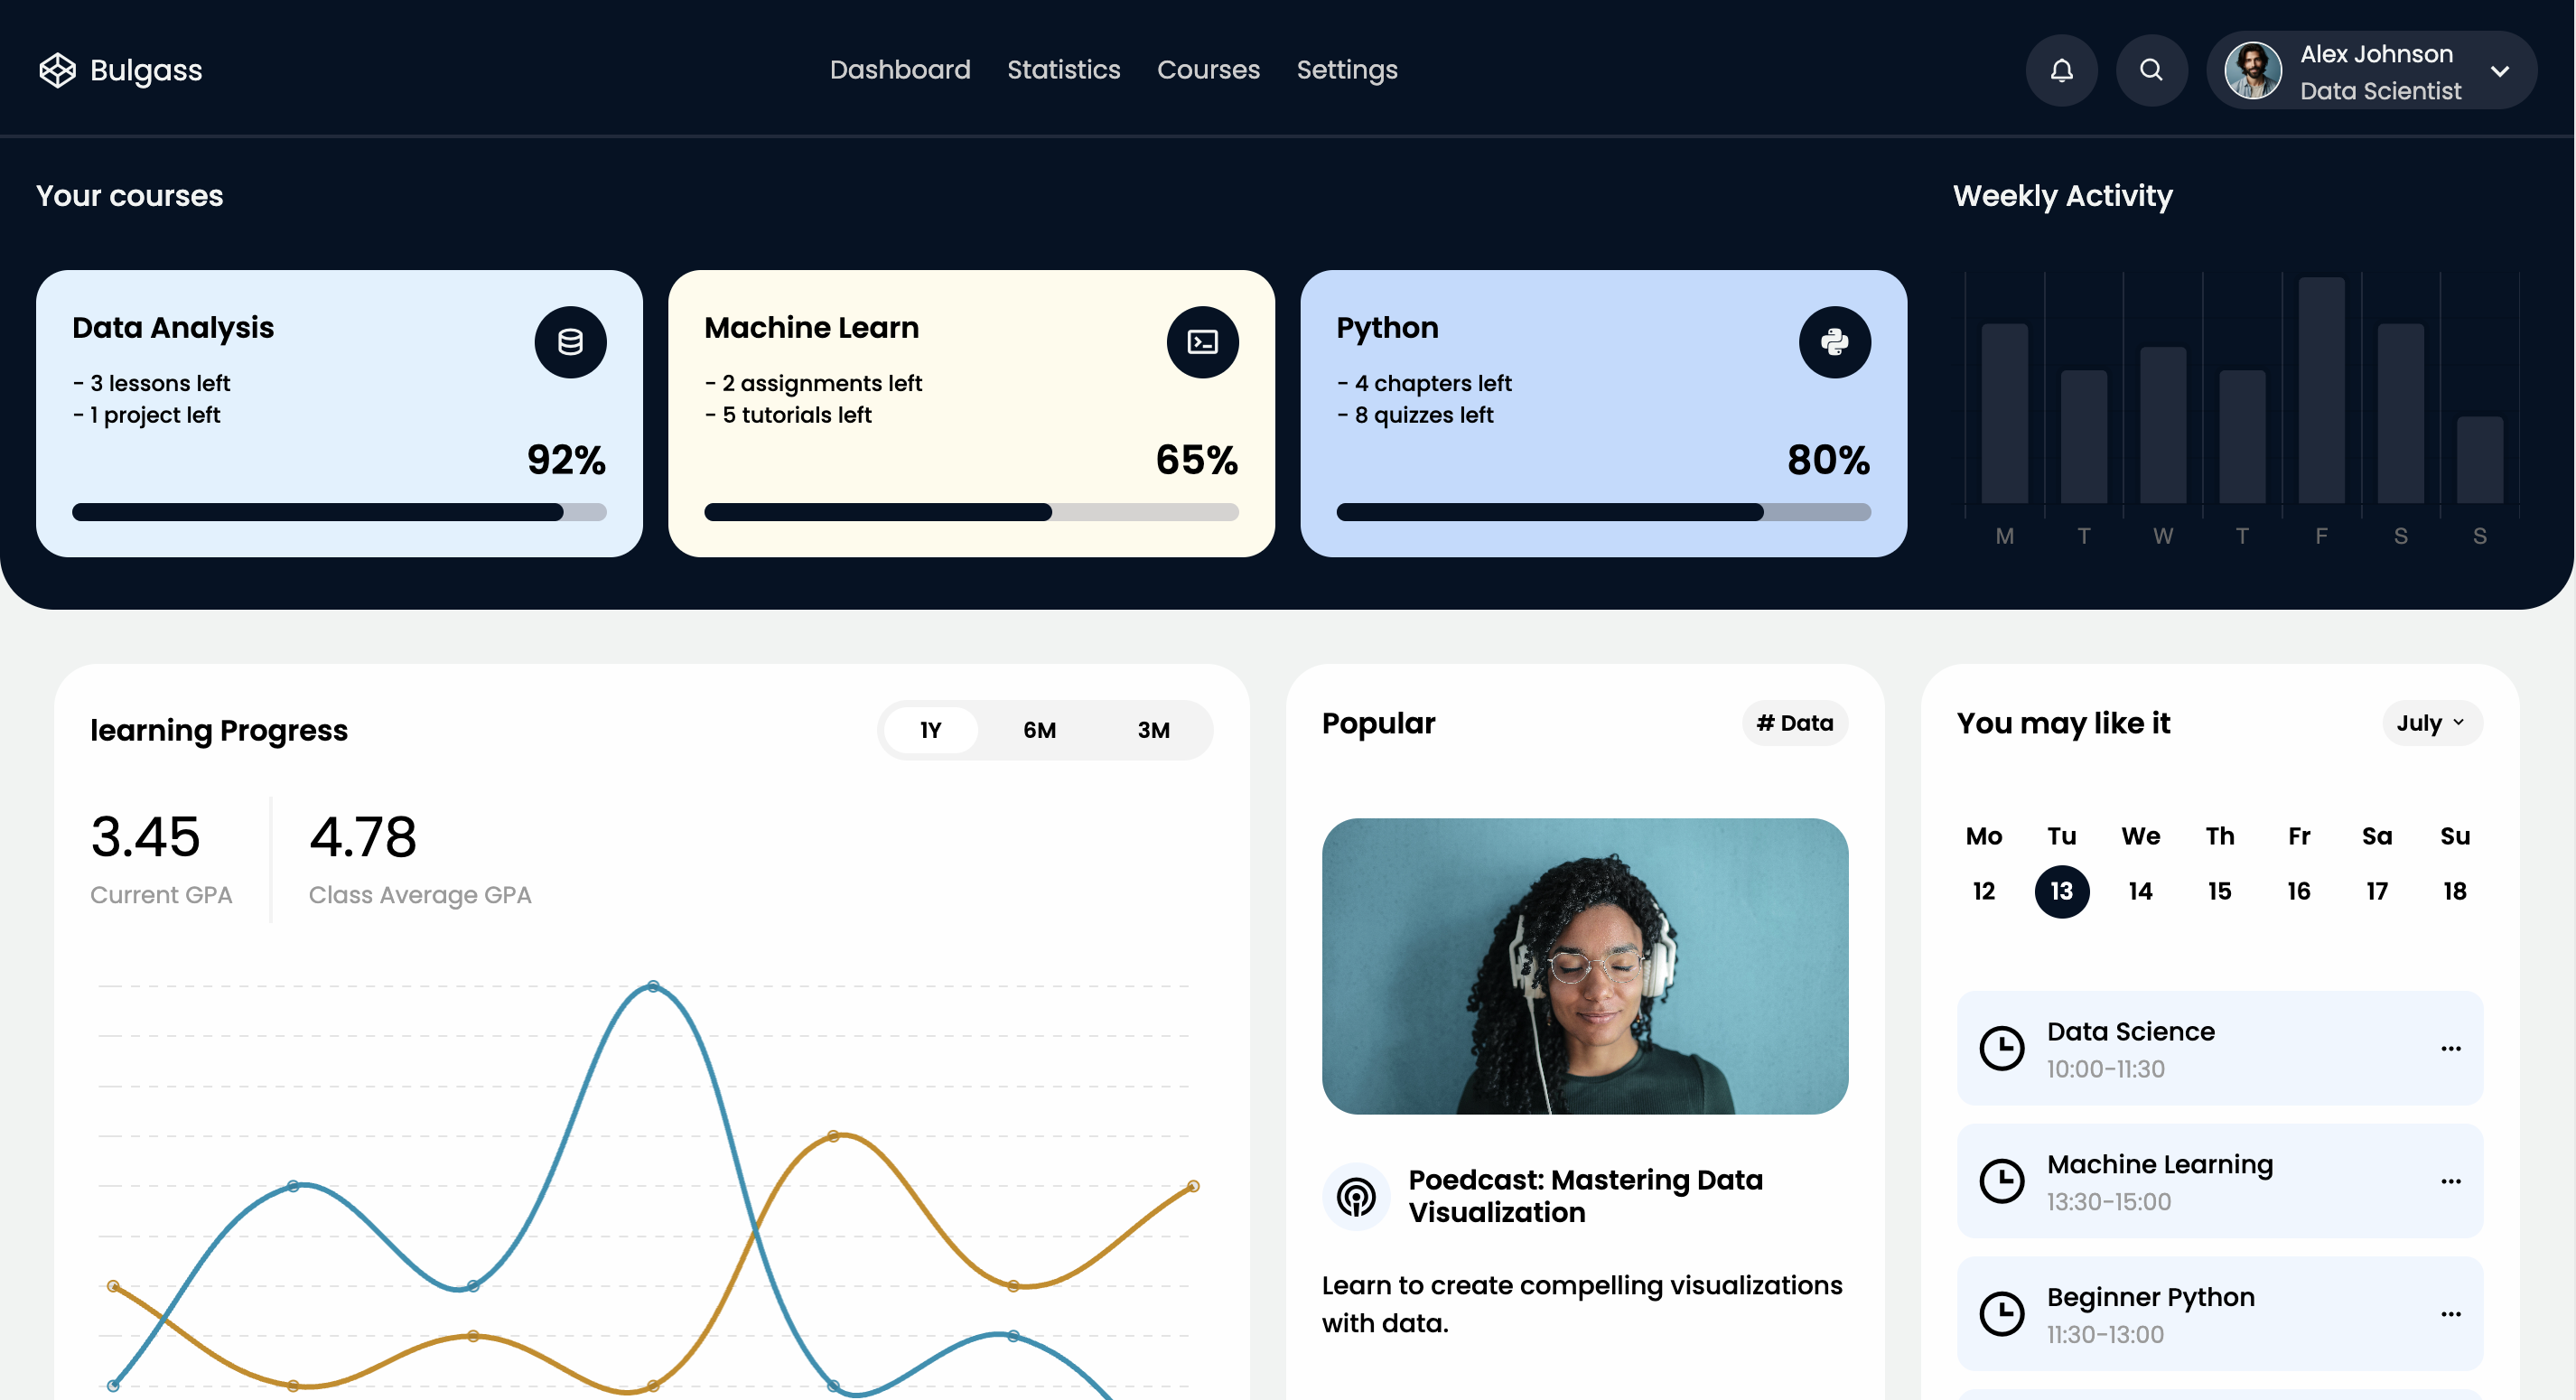 Bulgass
Dashboard
Statistics
Courses
Settings
Alex Johnson
Data Scientist
Your courses
Weekly Activity
Data Analysis
- 3 lessons left
- 1 project left
92%
Machine Learn
- 2 assignments left
- 5 tutorials left
65%
Python
- 4 chapters left
- 8 quizzes left
80%
M T W T F S S
learning Progress
1Y 6M 3M
3.45
Current GPA
4.78
Class Average GPA
Popular
# Data
Poedcast: Mastering Data
Visualization
Learn to create compelling visualizations
with data.
You may like it
July
Mo Tu We Th Fr Sa Su
12 13 14 15 16 17 18
Data Science
10:00-11:30
Machine Learning
13:30-15:00
Beginner Python
11:30-13:00